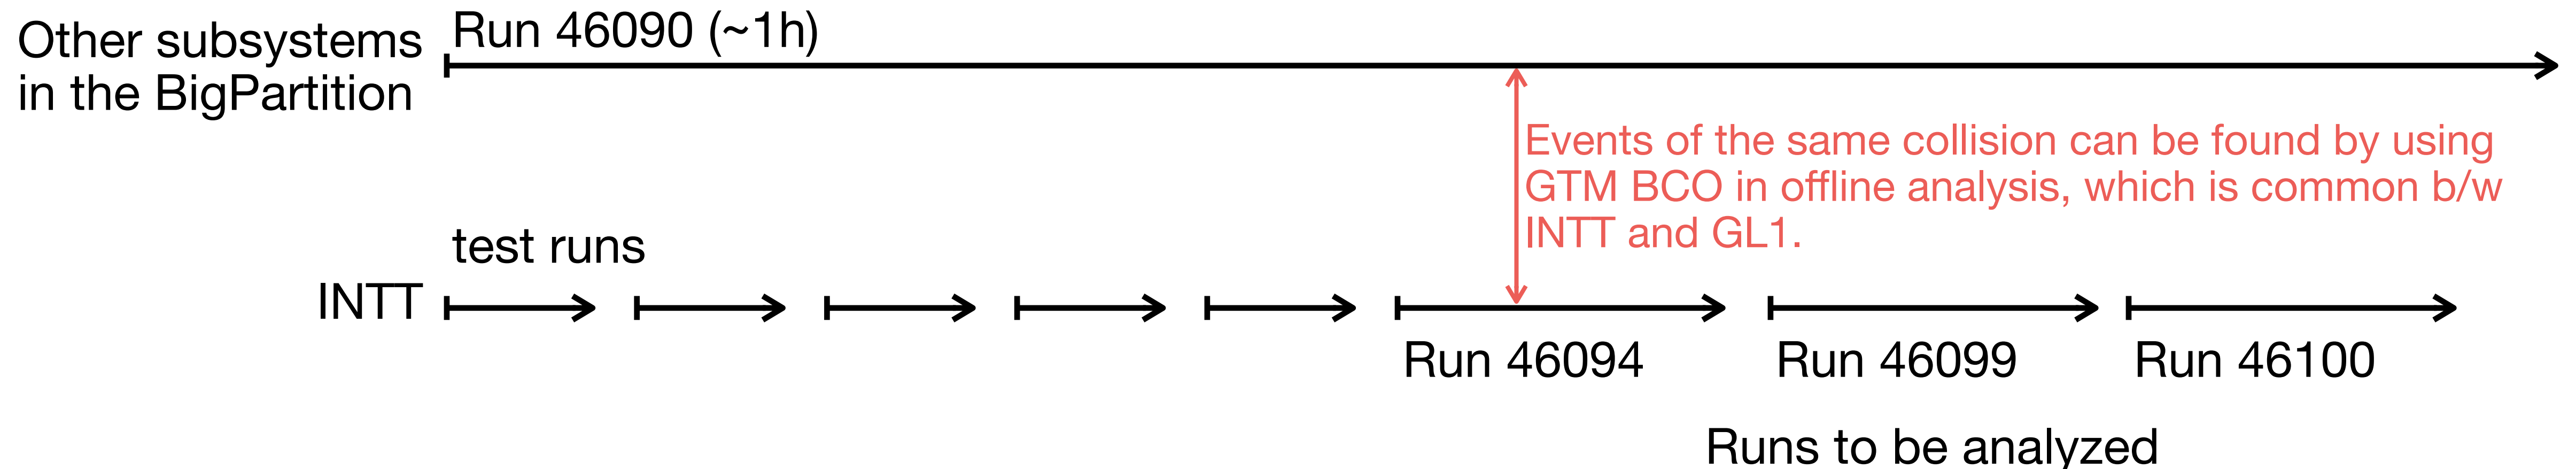 Other subsystems
in the BigPartition
Run 46090 (~1h)
Events of the same collision can be found by using
GTM BCO in offline analysis, which is common b/w
INTT and GL1.
test runs
INTT
Run 46094
Run 46099
Run 46100
Runs to be analyzed